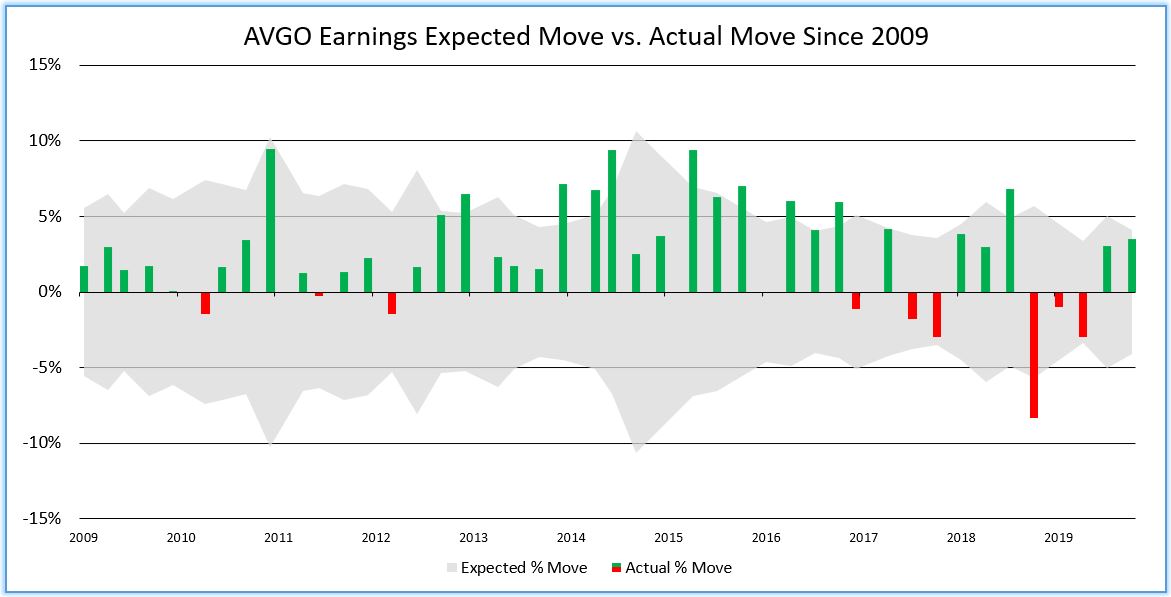 AVGO Earnings Expected Move vs. Actual Move Since 2009
15%
10%
5%
0%
-5%
-10%
-15%
2009 2010 2011 2012 2013 2014 2015 2016 2017 2018 2019
Expected % Move Actual % Move